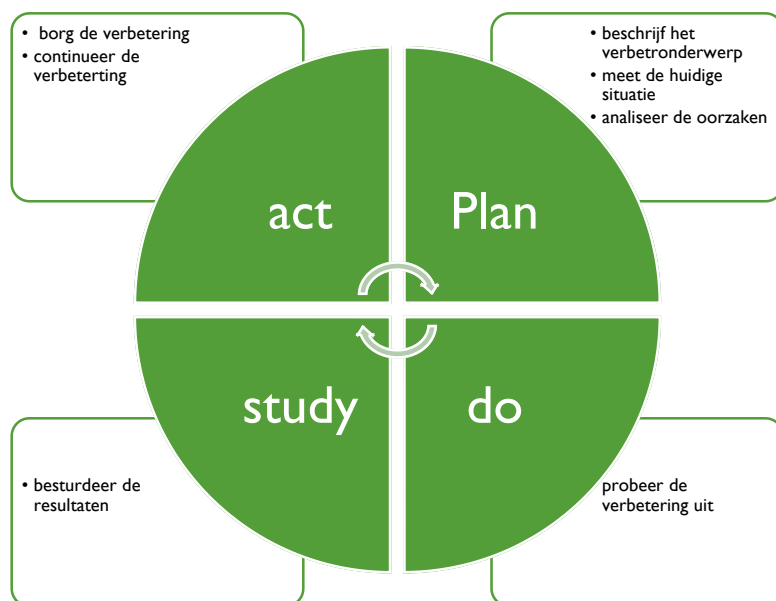 • borg de verbetering
• continueer de
verbeterting
• beschrijf het
verbetronderwerp
• meet de huidige
situatie
• analiseer de oorzaken
act
Plan
study
do
• besturdeer de
resultaten
probeer de
verbetering uit